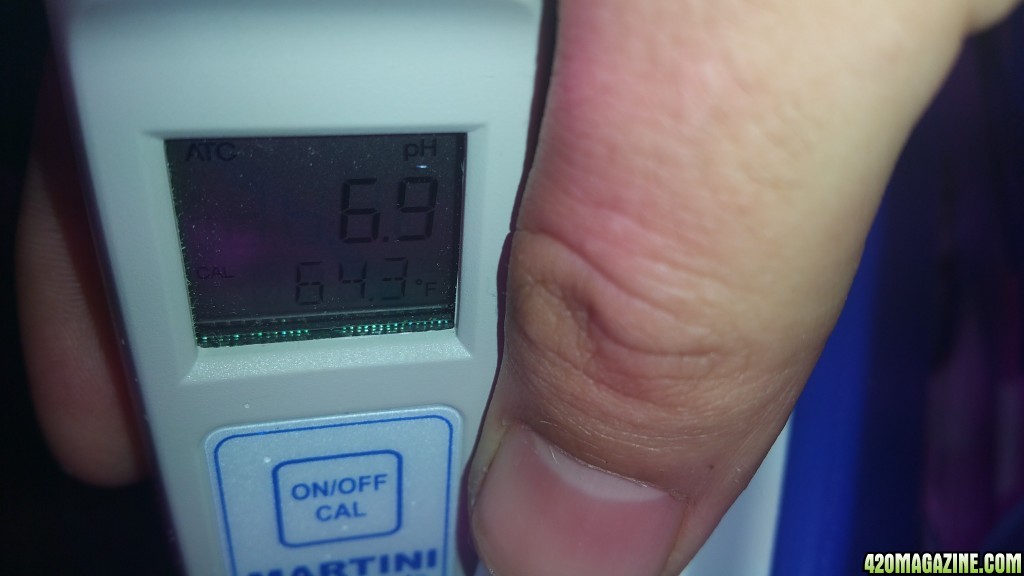 ATC pH
6.9
CAL 64.3 °F
ON/OFF
CAL
MARTINI
420MAGAZINE.COM